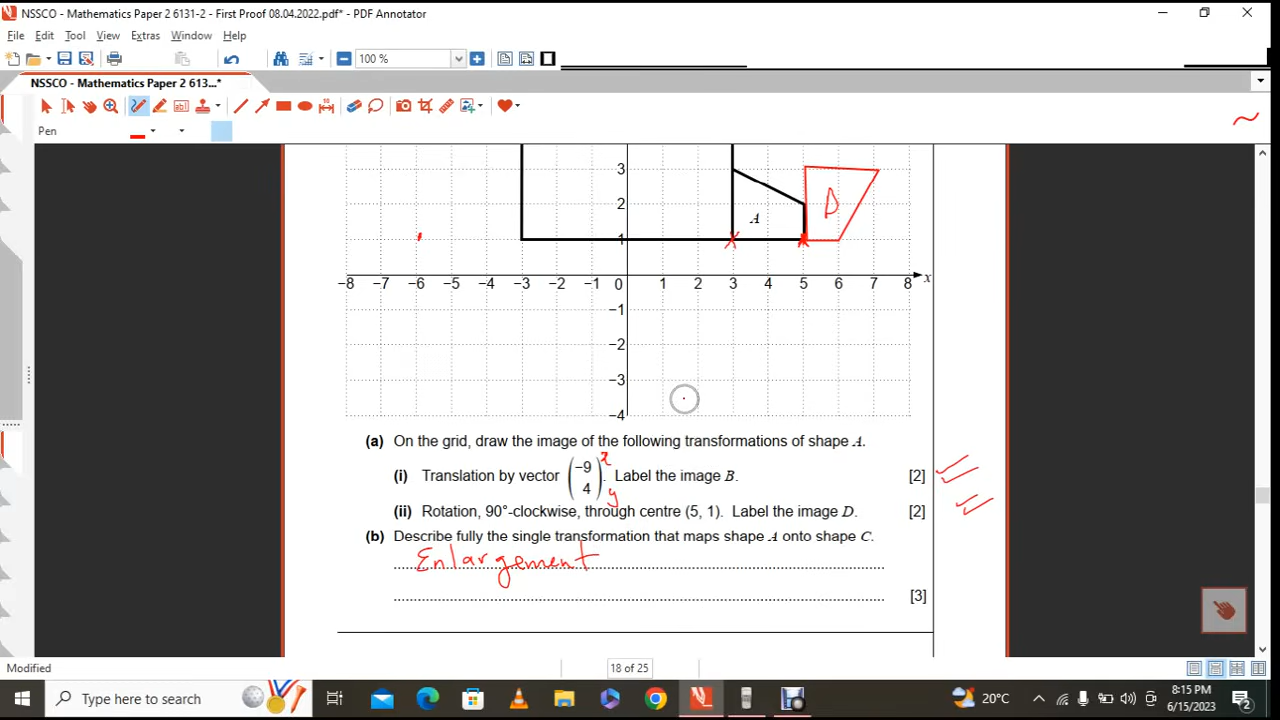 NSSCO - Mathematics Paper 2 6131-2 - First Proof 08.04.2022.pdf* - PDF Annotator
File Edit Tool View Extras Window Help
100 %
NSSCO - Mathematics Paper 2 613...*
Pen
3
2
1
A
D
-8 -7 -6 -5 -4 -3 -2 -1 0 1 2 3 4 5 6 7 8 x
-1
-2
-3
-4
(a) On the grid, draw the image of the following transformations of shape A.
(i) Translation by vector (-9 4). Label the image B. [2]
x
y
(ii) Rotation, 90°-clockwise, through centre (5, 1). Label the image D. [2]
(b) Describe fully the single transformation that maps shape A onto shape C.
Enlargement
[3]
Modified
18 of 25
Type here to search
20°C
8:15 PM
6/15/2023
2